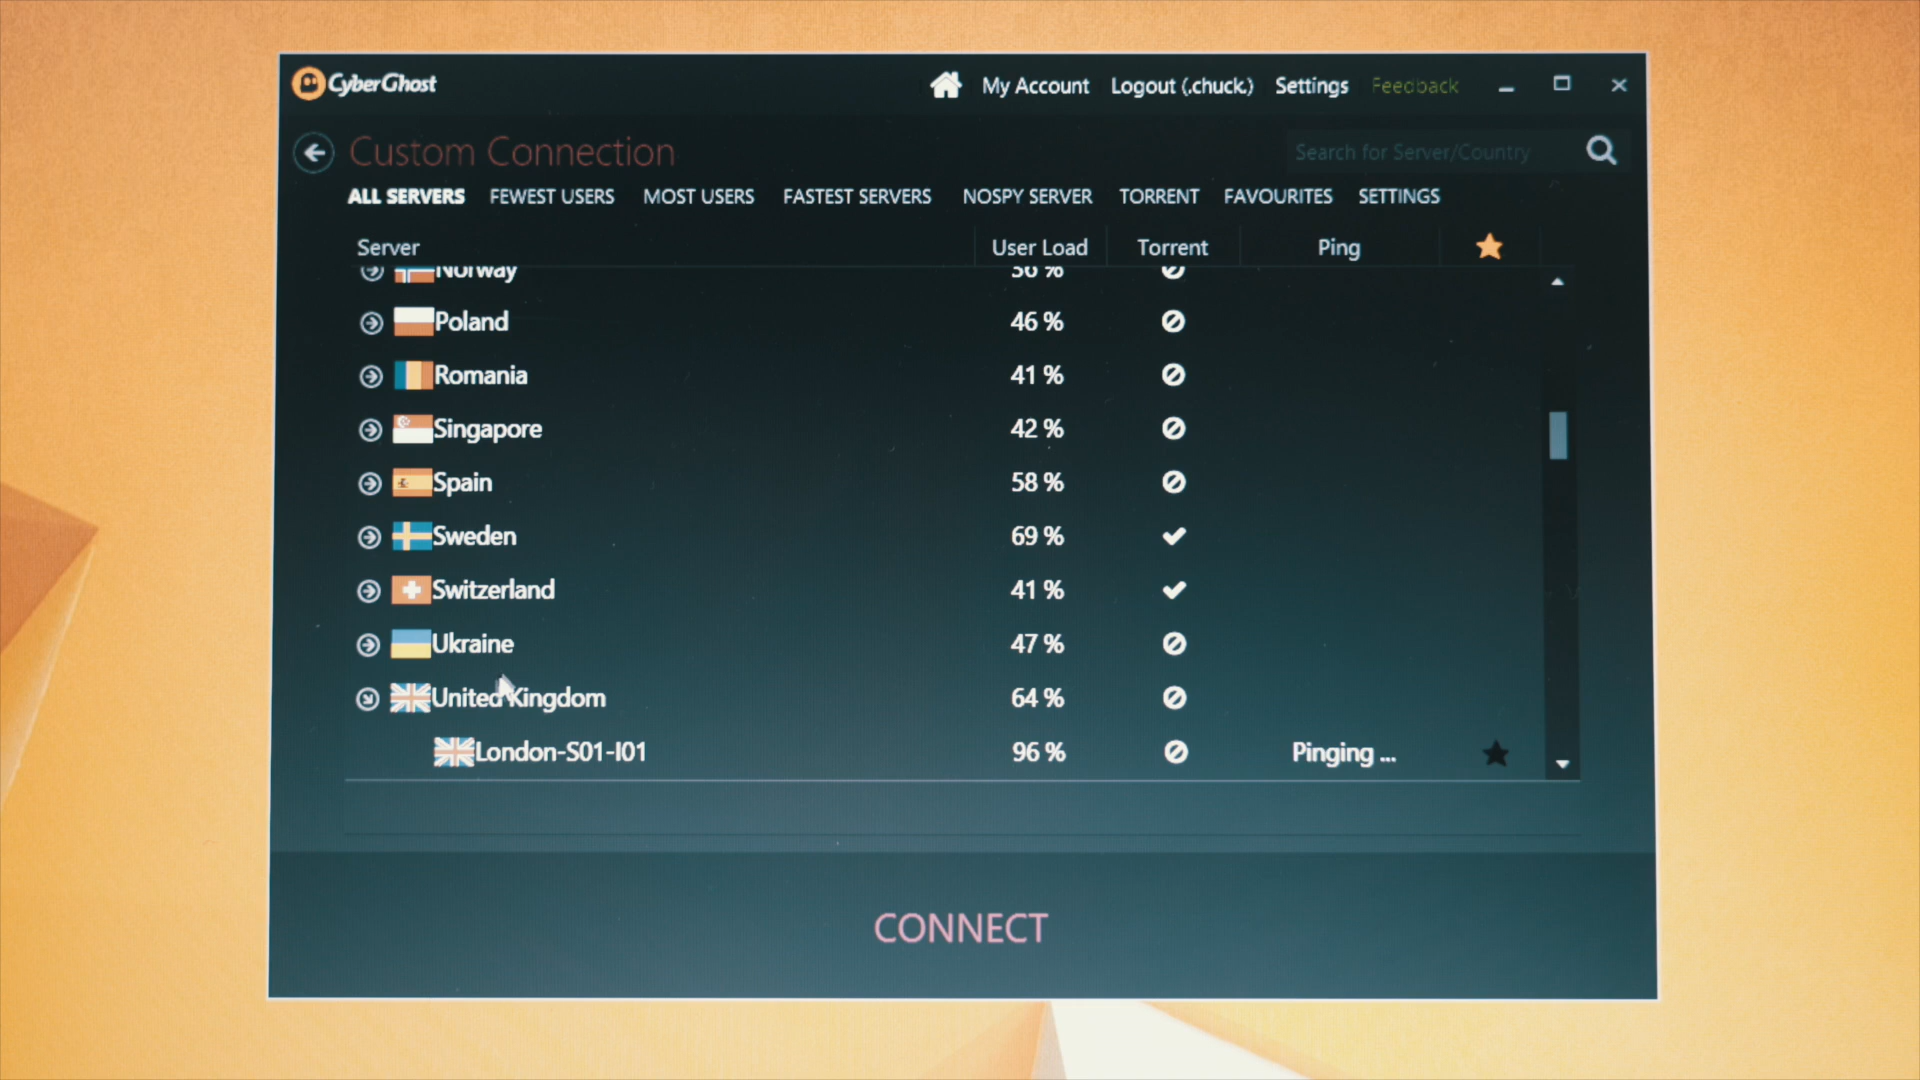 CyberGhost My Account Logout (.chuck.) Settings Feedback
Custom Connection Search for Server/Country
ALL SERVERS FEWEST USERS MOST USERS FASTEST SERVERS NOSPY SERVER TORRENT FAVOURITES SETTINGS
Server User Load Torrent Ping
Norway
Poland 46 %
Romania 41 %
Singapore 42 %
Spain 58 %
Sweden 69 %
Switzerland 41 %
Ukraine 47 %
United Kingdom 64 %
London-S01-I01 96 % Pinging ...
CONNECT